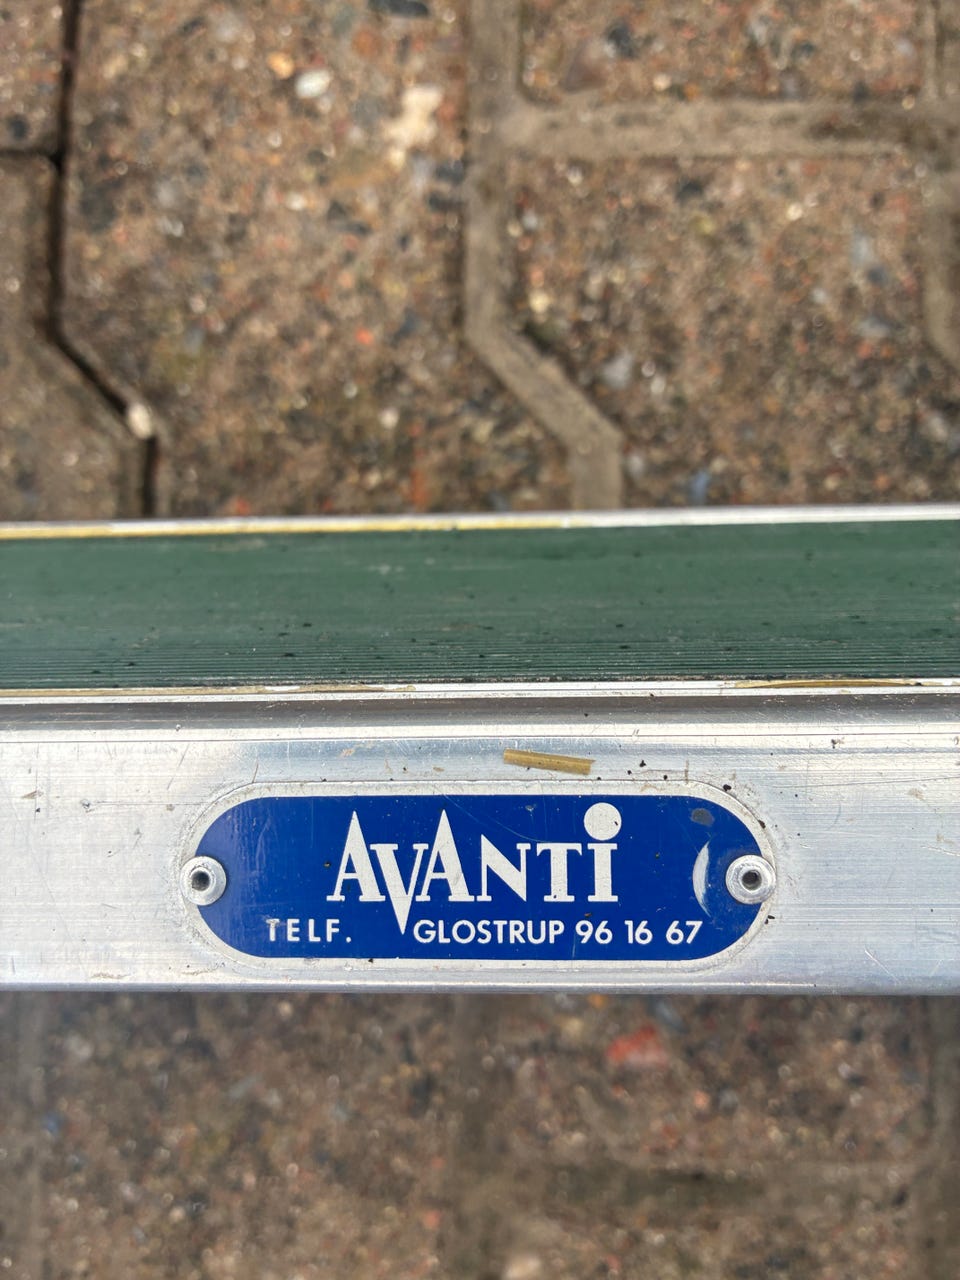 AVANTi
TELF. GLOSTRUP 96 16 67